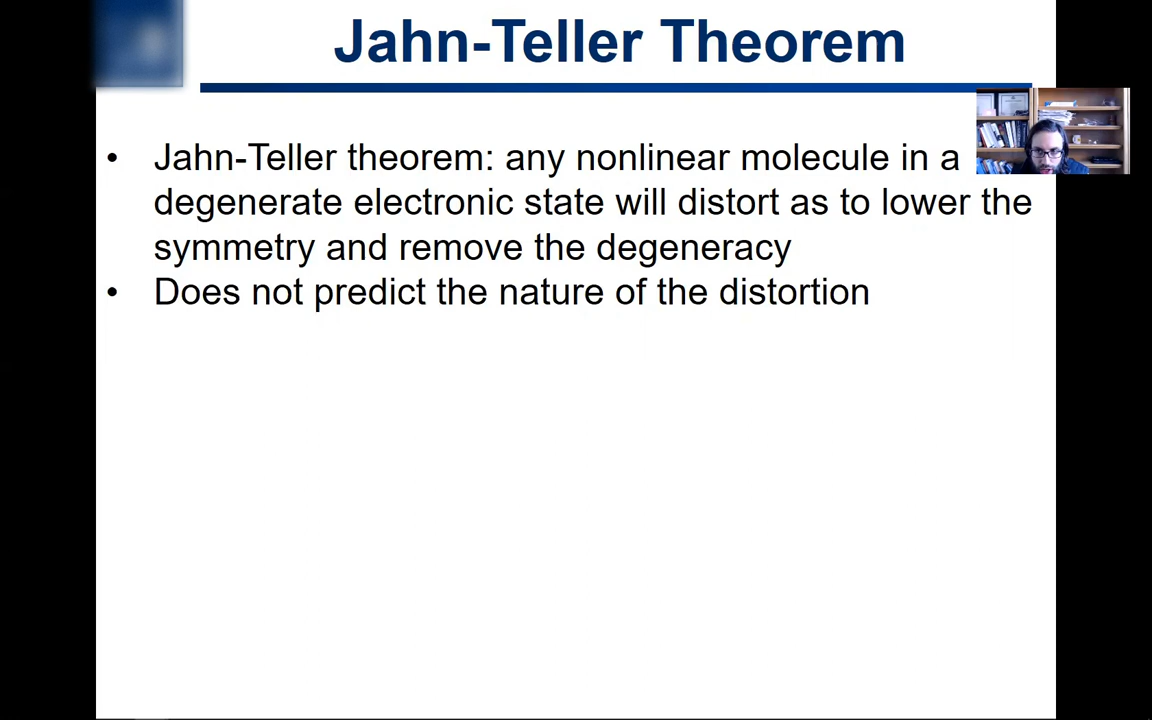 Jahn-Teller Theorem
• Jahn-Teller theorem: any nonlinear molecule in a
degenerate electronic state will distort as to lower the
symmetry and remove the degeneracy
• Does not predict the nature of the distortion